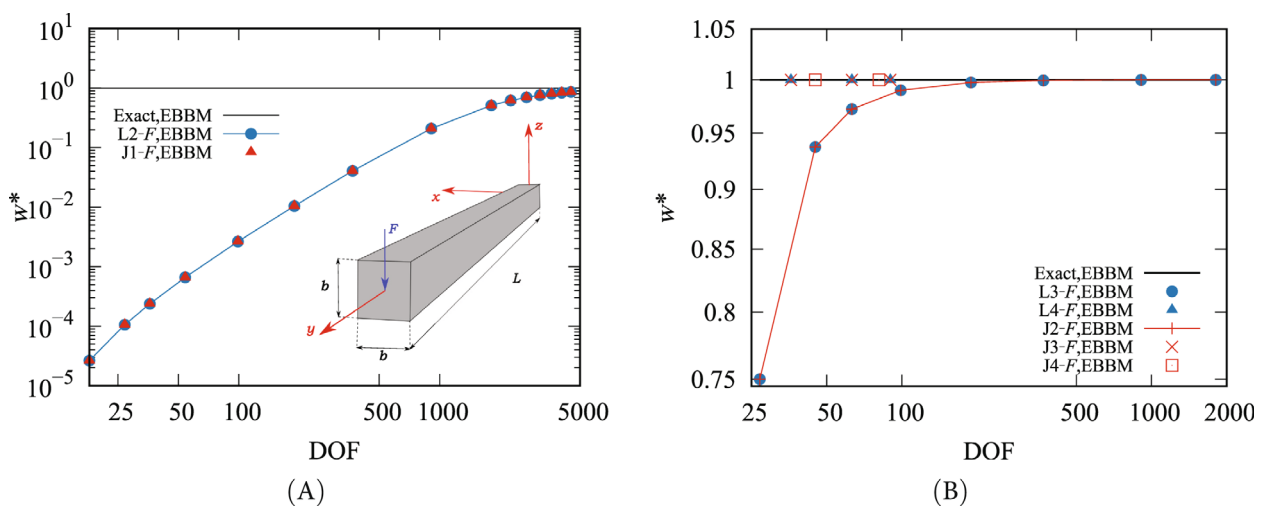 10^1
10^0
10^-1
10^-2
10^-3
10^-4
10^-5
w*
Exact,EBBM
L2-F,EBBM
J1-F,EBBM
z
x
F
b
L
y
b
25 50 100 500 1000 5000
DOF
(A)
1.05
1
0.95
0.9
0.85
0.8
0.75
w*
Exact,EBBM
L3-F,EBBM
L4-F,EBBM
J2-F,EBBM
J3-F,EBBM
J4-F,EBBM
25 50 100 500 1000 2000
DOF
(B)